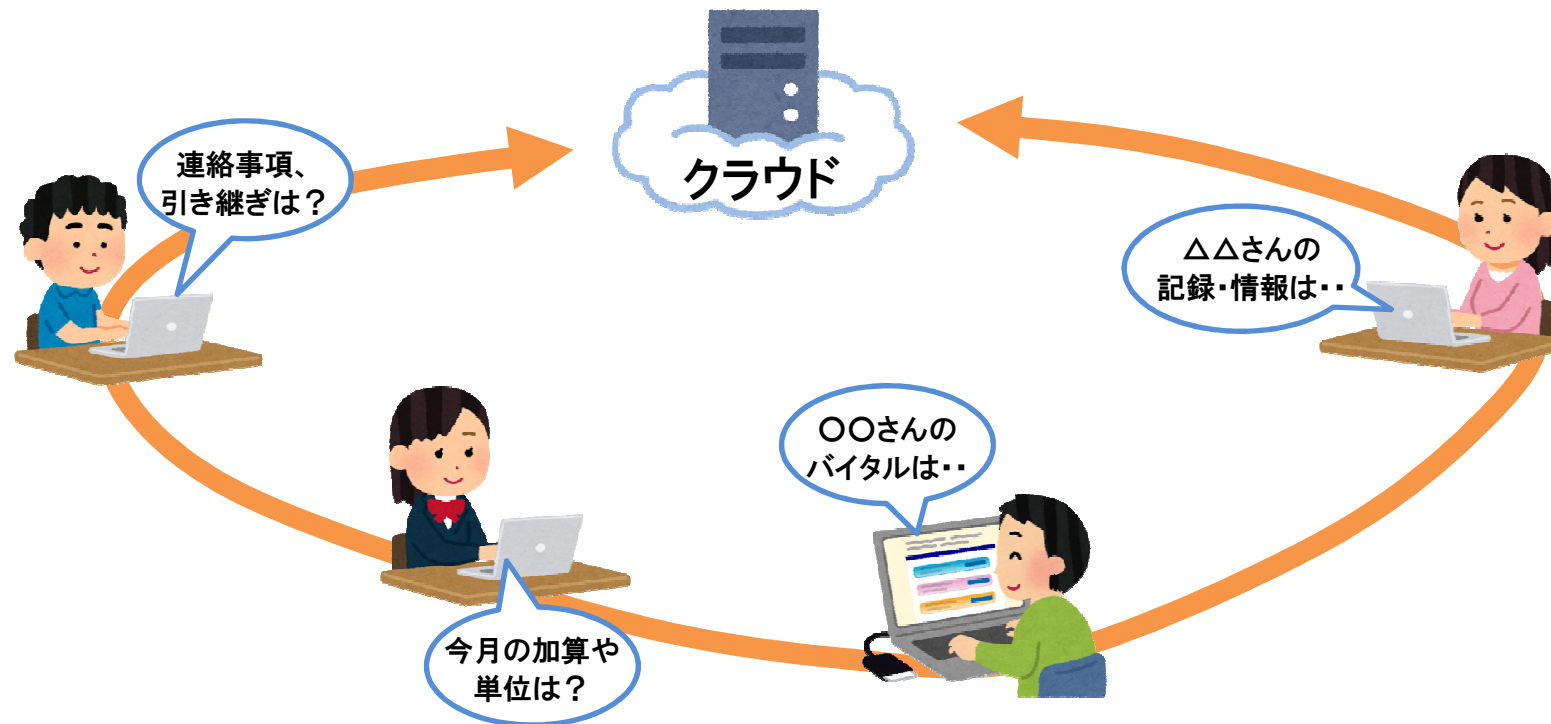 クラウド
連絡事項、
引き継ぎは？
△△さんの
記録・情報は・・
〇〇さんの
バイタルは・・
今月の加算や
単位は？